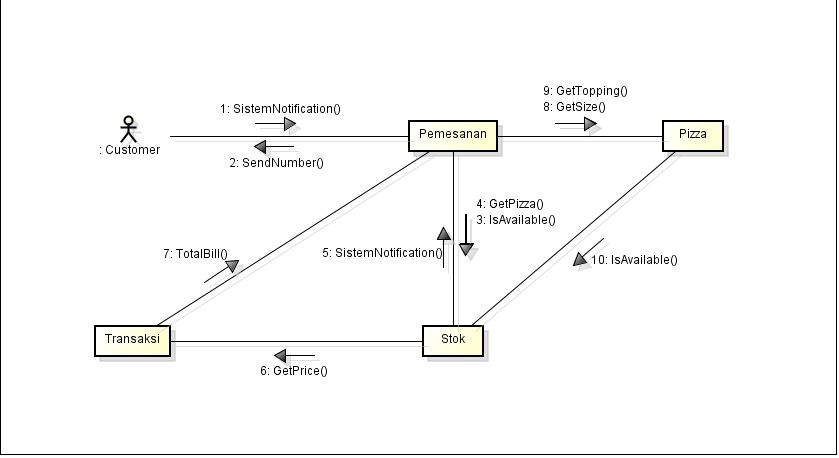 9: GetTopping()
8: GetSize()
1: SistemNotification()
Pemesanan
Pizza
: Customer
2: SendNumber()
4: GetPizza()
3: IsAvailable()
7: TotalBill()
5: SistemNotification()
10: IsAvailable()
Transaksi
Stok
6: GetPrice()